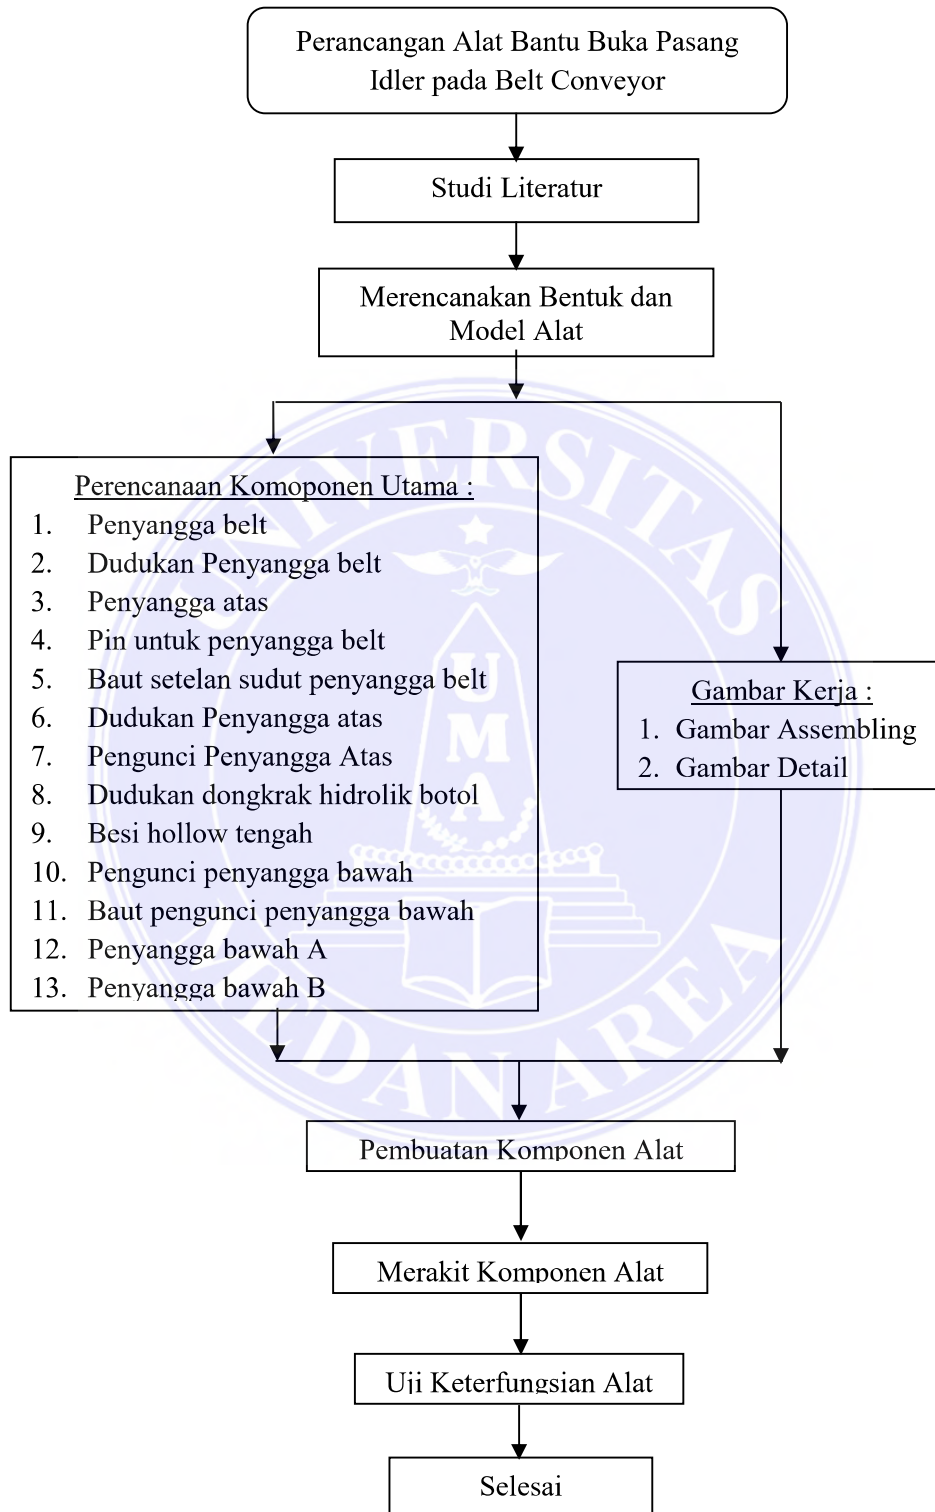 Perancangan Alat Bantu Buka Pasang
Idler pada Belt Conveyor
Studi Literatur
Merencanakan Bentuk dan
Model Alat
Perencanaan Komoponen Utama :
1. Penyangga belt
2. Dudukan Penyangga belt
3. Penyangga atas
4. Pin untuk penyangga belt
5. Baut setelan sudut penyangga belt
6. Dudukan Penyangga atas
7. Pengunci Penyangga Atas
8. Dudukan dongkrak hidrolik botol
9. Besi hollow tengah
10. Pengunci penyangga bawah
11. Baut pengunci penyangga bawah
12. Penyangga bawah A
13. Penyangga bawah B
Gambar Kerja :
1. Gambar Assembling
2. Gambar Detail
Pembuatan Komponen Alat
Merakit Komponen Alat
Uji Keterfungsian Alat
Selesai
UNIVERSITAS
UMA
MEDAN AREA